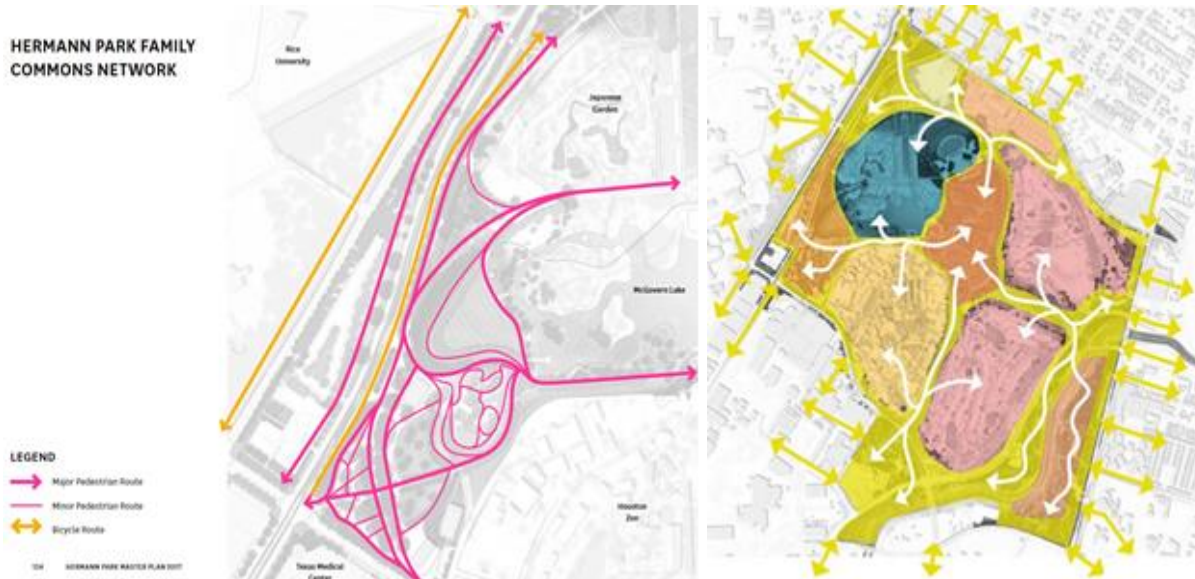 HERMANN PARK FAMILY
COMMONS NETWORK
Rice
University
Japanese
Garden
McGovern Lake
LEGEND
Major Pedestrian Route
Minor Pedestrian Route
Bicycle Route
Houston
Zoo
HERMANN PARK MASTER PLAN
Texas Medical
Center